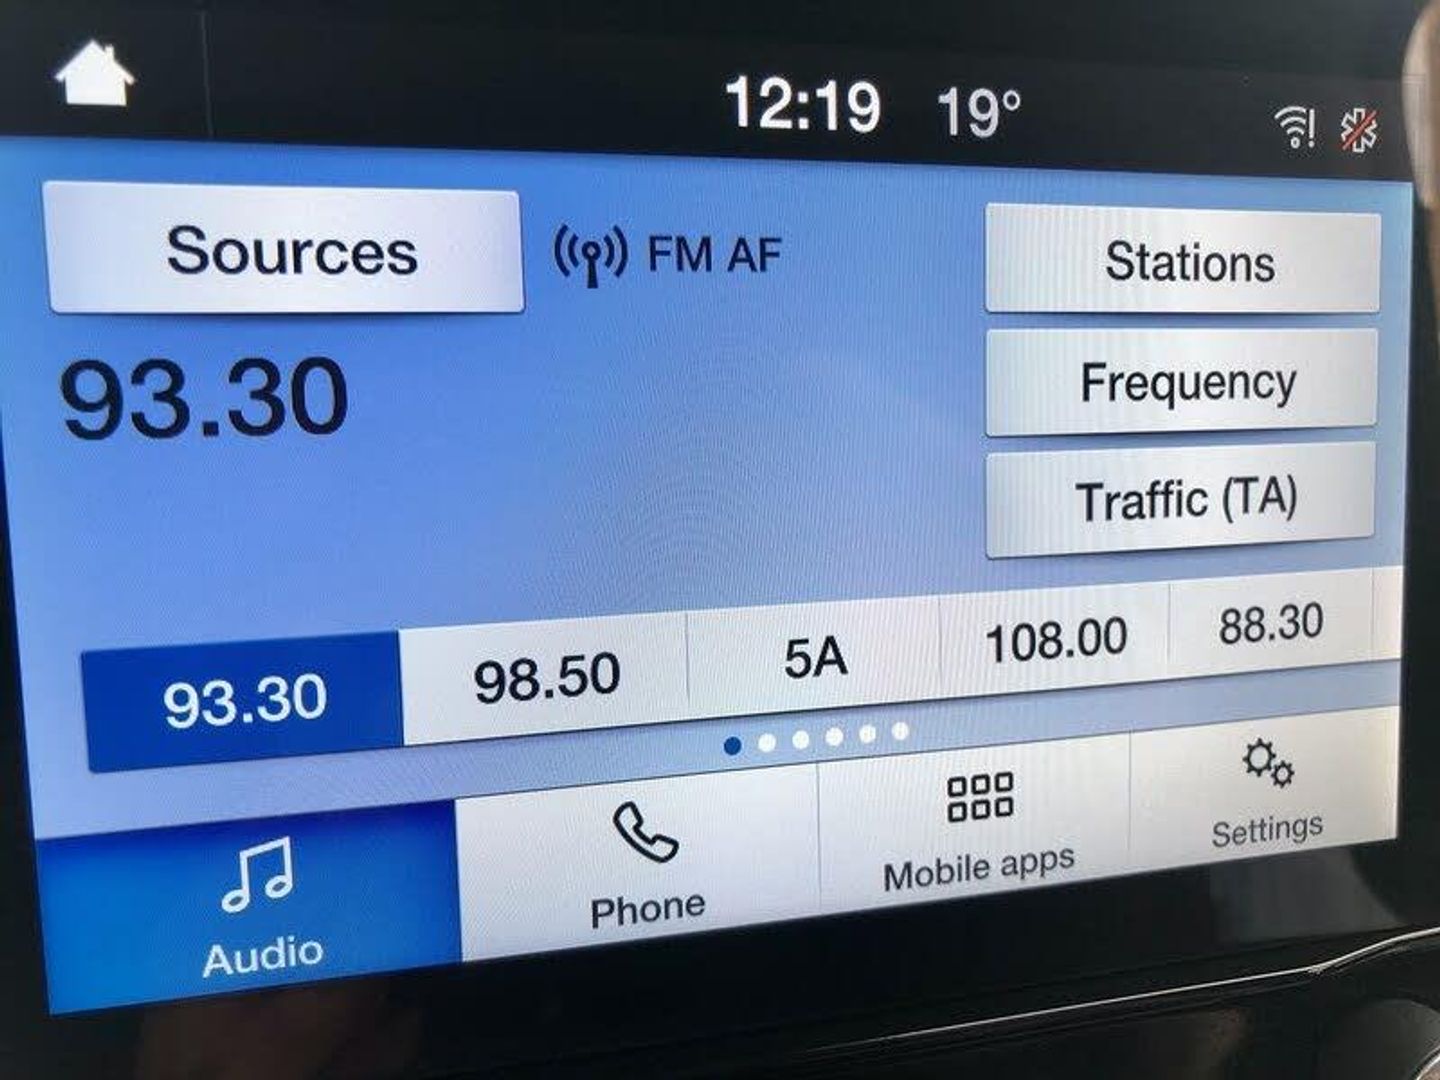 12:19 19°
Sources
FM AF
Stations
93.30
Frequency
Traffic (TA)
93.30 98.50 5A 108.00 88.30
Audio Phone Mobile apps Settings